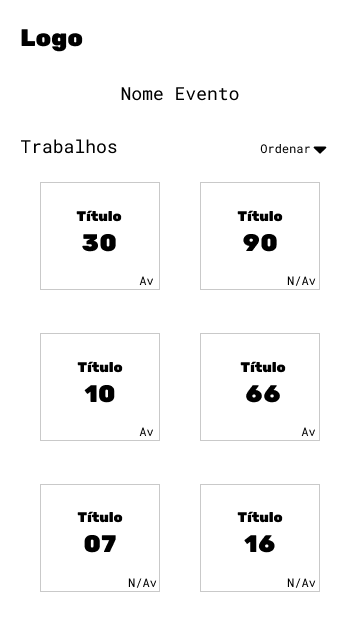 Logo
Nome Evento
Trabalhos
Ordenar
Título
30
Av
Título
90
N/Av
Título
10
Av
Título
66
Av
Título
07
N/Av
Título
16
N/Av